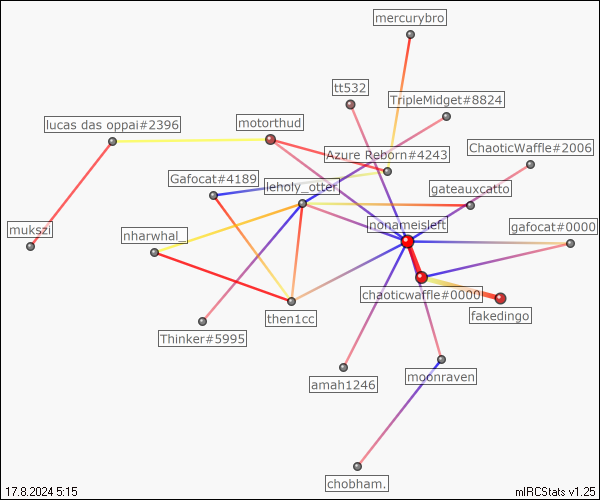 mercurybro
tt532
TripleMidget#8824
lucas das oppai#2396
motorthud
ChaoticWaffle#2006
Azure Reborn#4243
Gafocat#4189
leholy_otter
gateauxcatto
mukszi
nonameisleft
gafocat#0000
nharwhal_
chaoticwaffle#0000
then1cc
fakedingo
Thinker#5995
moonraven
amah1246
chobham.
17.8.2024 5:15
mIRCStats v1.25